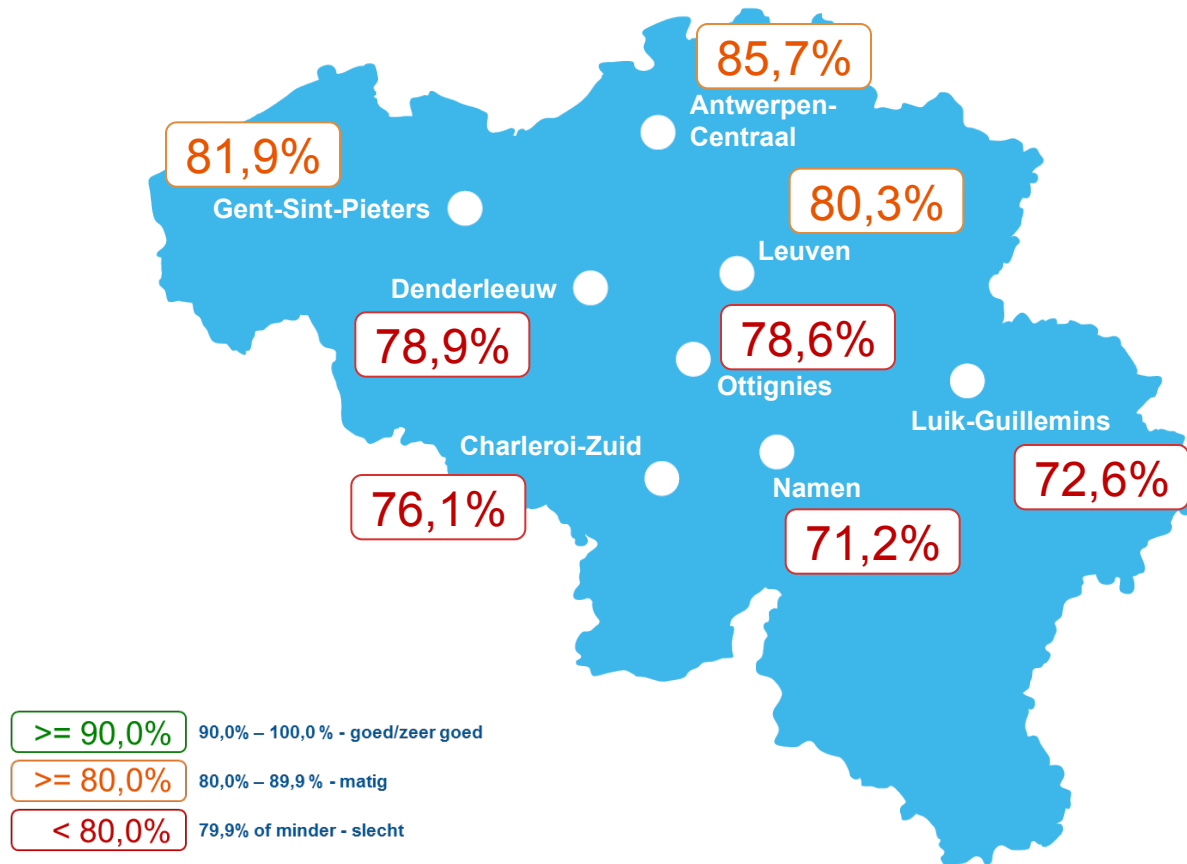 85,7%
Antwerpen-
Centraal
81,9%
Gent-Sint-Pieters
80,3%
Leuven
Denderleeuw
78,9%
78,6%
Ottignies
Luik-Guillemins
72,6%
Charleroi-Zuid
76,1%
Namen
71,2%
>= 90,0% 90,0% – 100,0 % - goed/zeer goed
>= 80,0% 80,0% – 89,9 % - matig
< 80,0% 79,9% of minder - slecht